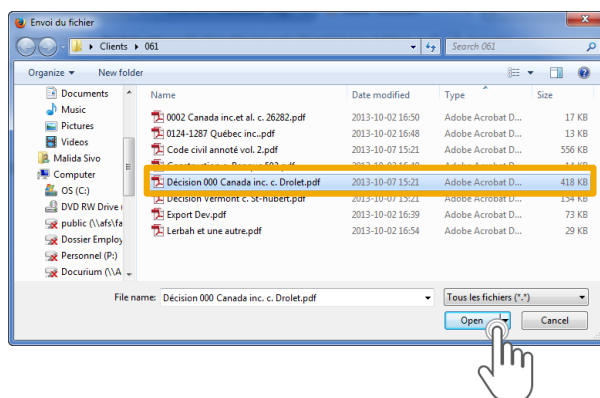 Envoi du fichier
Clients 061
Search 061
Organize New folder
Name Date modified Type Size
Documents
Music
Pictures
Videos
Malida Sivo
Computer
OS (C:)
DVD RW Drive
public (\\afs\fa
Dossier Employ
Personnel (P:)
Docurium (\\A
0002 Canada inc.et al. c. 26282.pdf 2013-10-02 16:50 Adobe Acrobat D... 17 KB
0124-1287 Québec inc..pdf 2013-10-02 16:48 Adobe Acrobat D... 13 KB
Code civil annoté vol. 2.pdf 2013-10-07 15:21 Adobe Acrobat D... 556 KB
Décision 000 Canada inc. c. Drolet.pdf 2013-10-07 15:21 Adobe Acrobat D... 418 KB
Décision Vermont c. St-hubert.pdf 2013-10-07 15:21 Adobe Acrobat D... 154 KB
Export Dev.pdf 2013-10-02 16:39 Adobe Acrobat D... 73 KB
Lerbah et une autre.pdf 2013-10-02 16:54 Adobe Acrobat D... 29 KB
File name: Décision 000 Canada inc. c. Drolet.pdf
Tous les fichiers (*.*)
Open Cancel